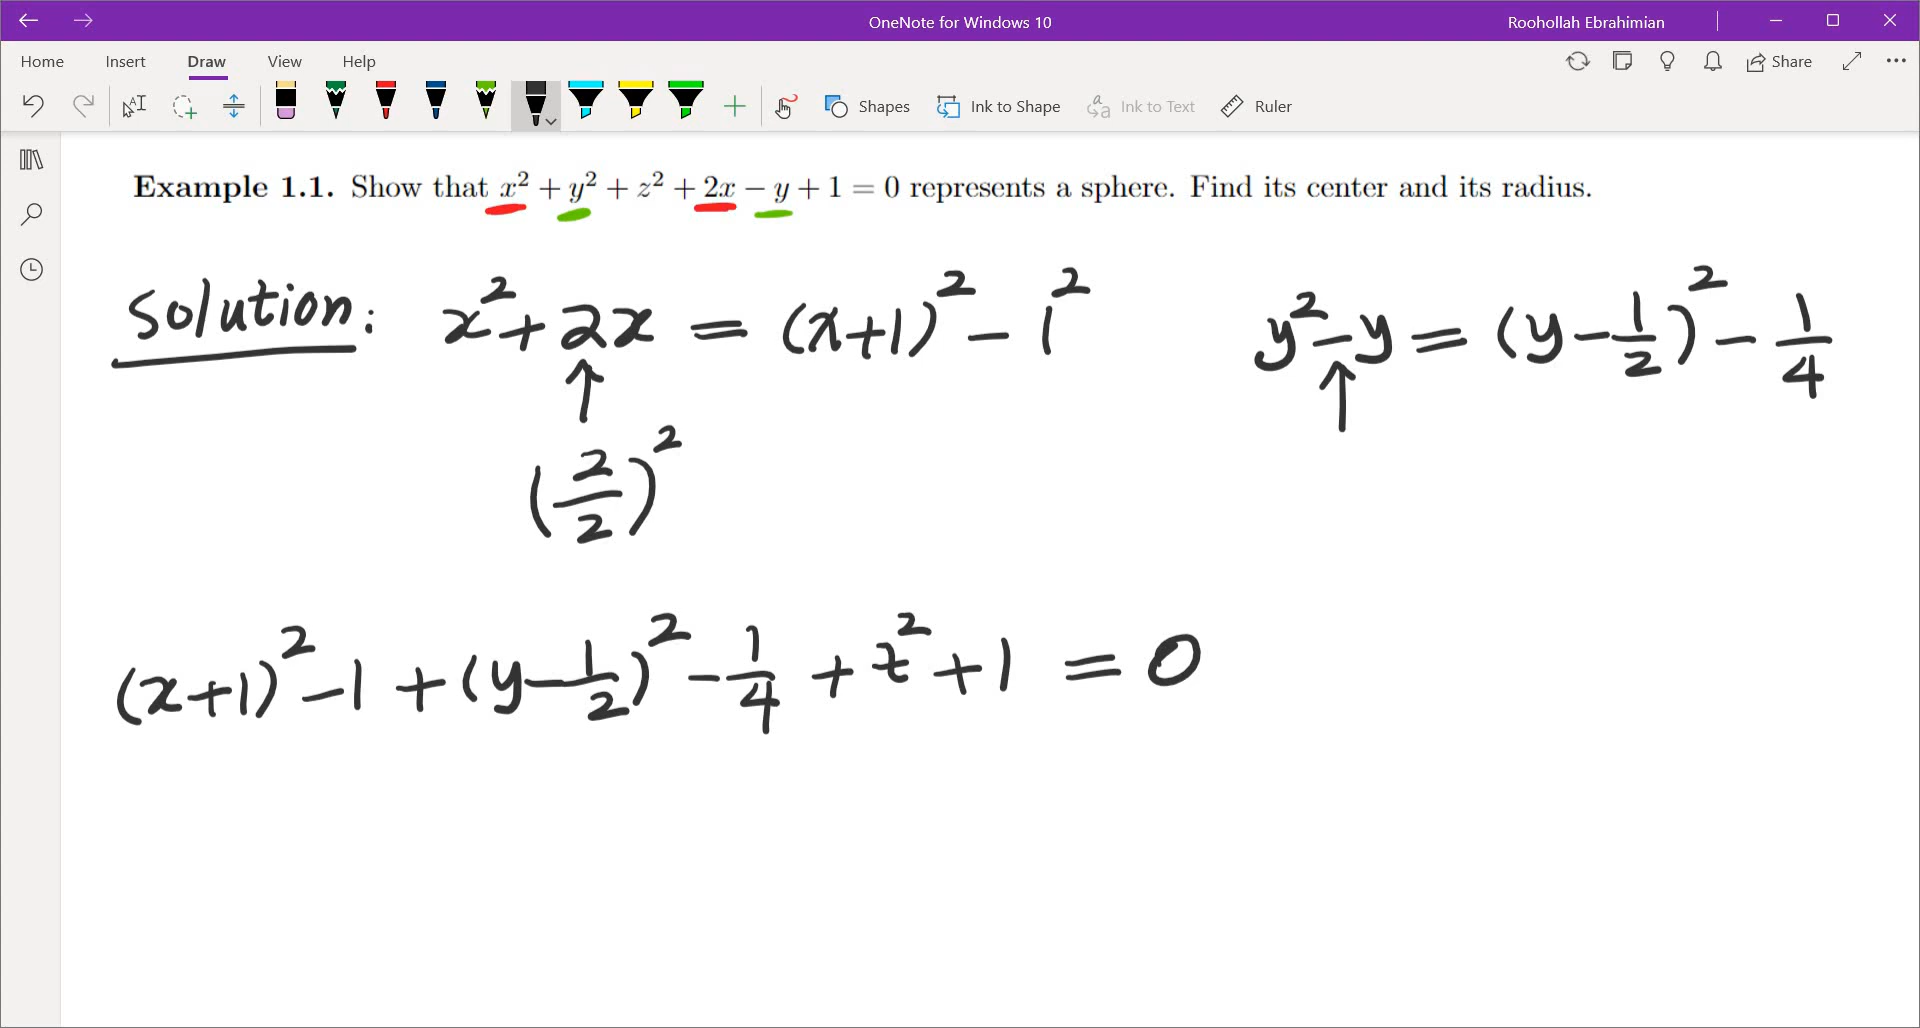 OneNote for Windows 10 Roohollah Ebrahimian
Home Insert Draw View Help Share
Shapes Ink to Shape Ink to Text Ruler
Example 1.1. Show that x² + y² + z² + 2x − y + 1 = 0 represents a sphere. Find its center and its radius.
Solution: x² + 2x = (x+1)² − 1² y² − y = (y − 1/2)² − 1/4
↑ ↑
(2/2)²
(x+1)² − 1 + (y − 1/2)² − 1/4 + z² + 1 = 0